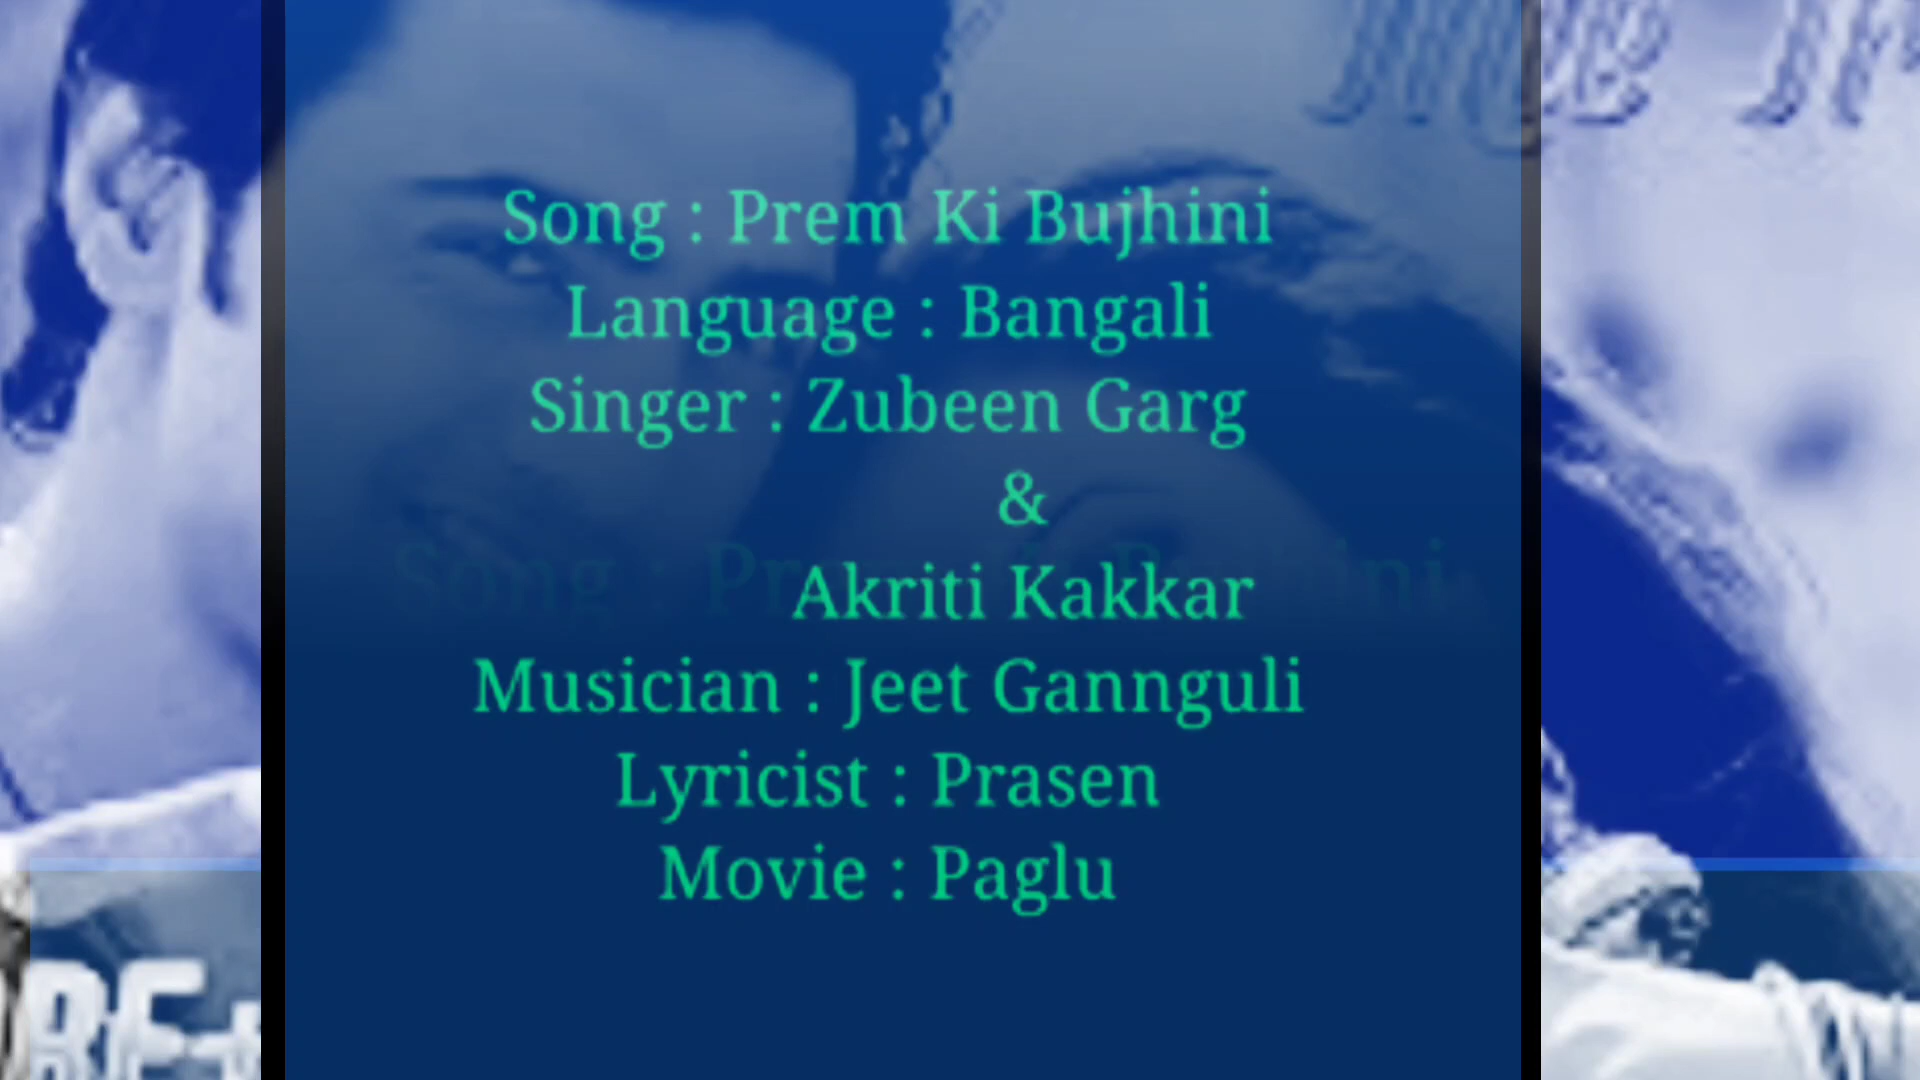 Song : Prem Ki Bujhini
Language : Bangali
Singer : Zubeen Garg
&
Akriti Kakkar
Musician : Jeet Gannguli
Lyricist : Prasen
Movie : Paglu